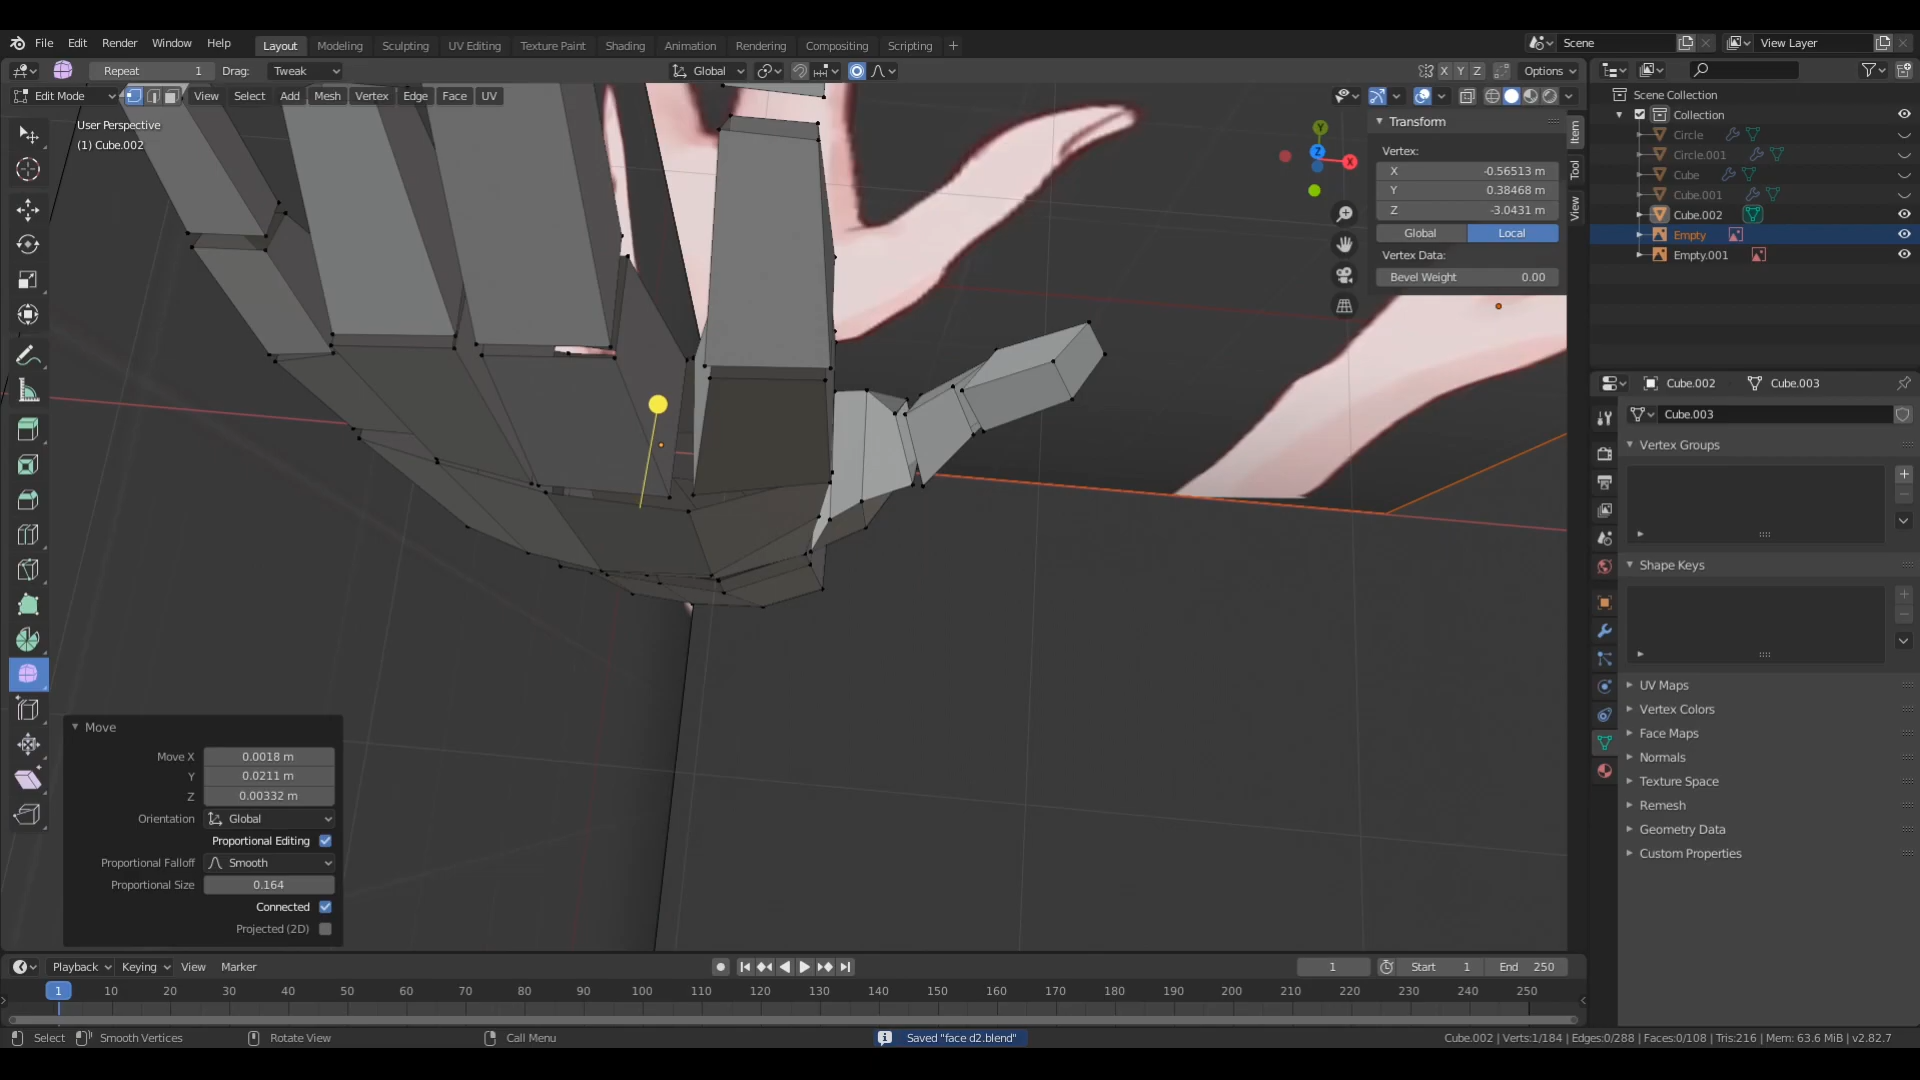 File Edit Render Window Help Layout Modeling Sculpting UV Editing Texture Paint Shading Animation Rendering Compositing Scripting + Scene View Layer
Repeat 1 Drag: Tweak Global X Y Z Options
Edit Mode View Select Add Mesh Vertex Edge Face UV
User Perspective
(1) Cube.002
Y
Z
X
Transform
Vertex:
X -0.56513 m
Y 0.38468 m
Z -3.0431 m
Global Local
Vertex Data:
Bevel Weight 0.00
Item
Tool
View
Scene Collection
Collection
Circle
Circle.001
Cube
Cube.001
Cube.002
Empty
Empty.001
Cube.002 Cube.003
Cube.003
Vertex Groups
Shape Keys
UV Maps
Vertex Colors
Face Maps
Normals
Texture Space
Remesh
Geometry Data
Custom Properties
Move
Move X 0.0018 m
Y 0.0211 m
Z 0.00332 m
Orientation Global
Proportional Editing
Proportional Falloff Smooth
Proportional Size 0.164
Connected
Projected (2D)
Playback Keying View Marker 1 Start 1 End 250
1 10 20 30 40 50 60 70 80 90 100 110 120 130 140 150 160 170 180 190 200 210 220 230 240 250
Select Smooth Vertices Rotate View Call Menu Saved "face d2.blend" Cube.002 | Verts:1/184 | Edges:0/288 | Faces:0/108 | Tris:216 | Mem: 63.6 MiB | v2.82.7